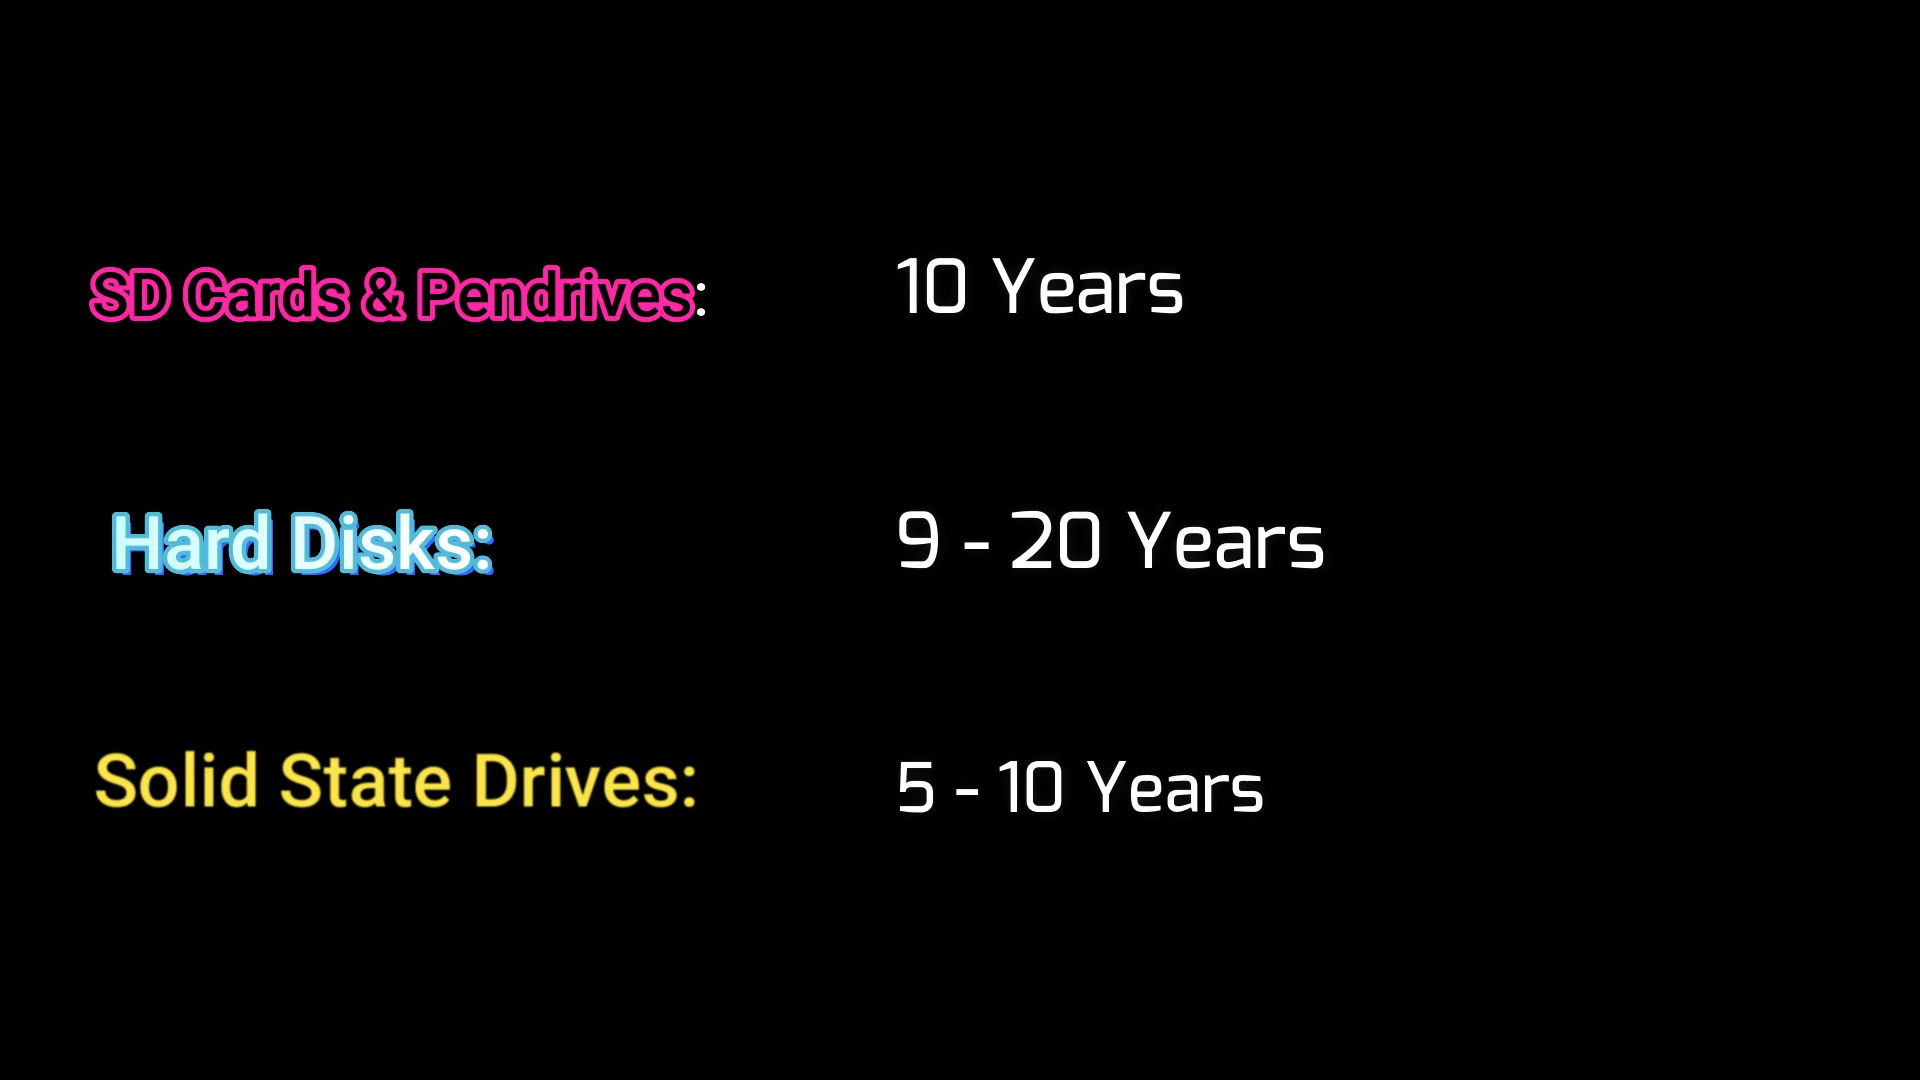 SD Cards & Pendrives: 10 Years
Hard Disks: 9 - 20 Years
Solid State Drives: 5 - 10 Years